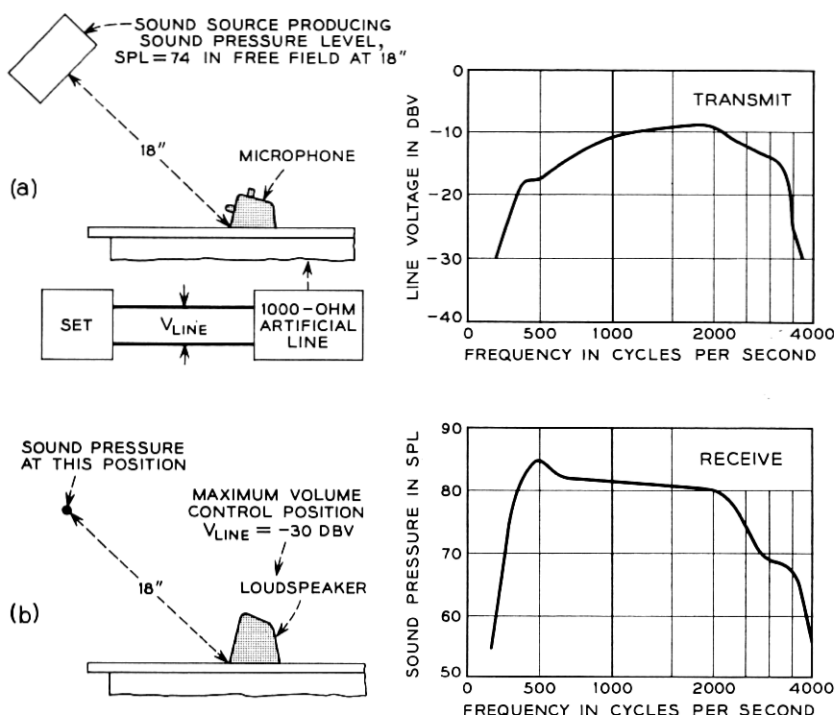 SOUND SOURCE PRODUCING
SOUND PRESSURE LEVEL,
SPL=74 IN FREE FIELD AT 18"
18"
MICROPHONE
(a)
SET
VLINE
1000-OHM
ARTIFICIAL
LINE
TRANSMIT
LINE VOLTAGE IN DBV
0
-10
-20
-30
-40
0 500 1000 2000 4000
FREQUENCY IN CYCLES PER SECOND
SOUND PRESSURE
AT THIS POSITION
MAXIMUM VOLUME
CONTROL POSITION
VLINE = -30 DBV
18"
LOUDSPEAKER
(b)
RECEIVE
SOUND PRESSURE IN SPL
90
80
70
60
50
0 500 1000 2000 4000
FREQUENCY IN CYCLES PER SECOND